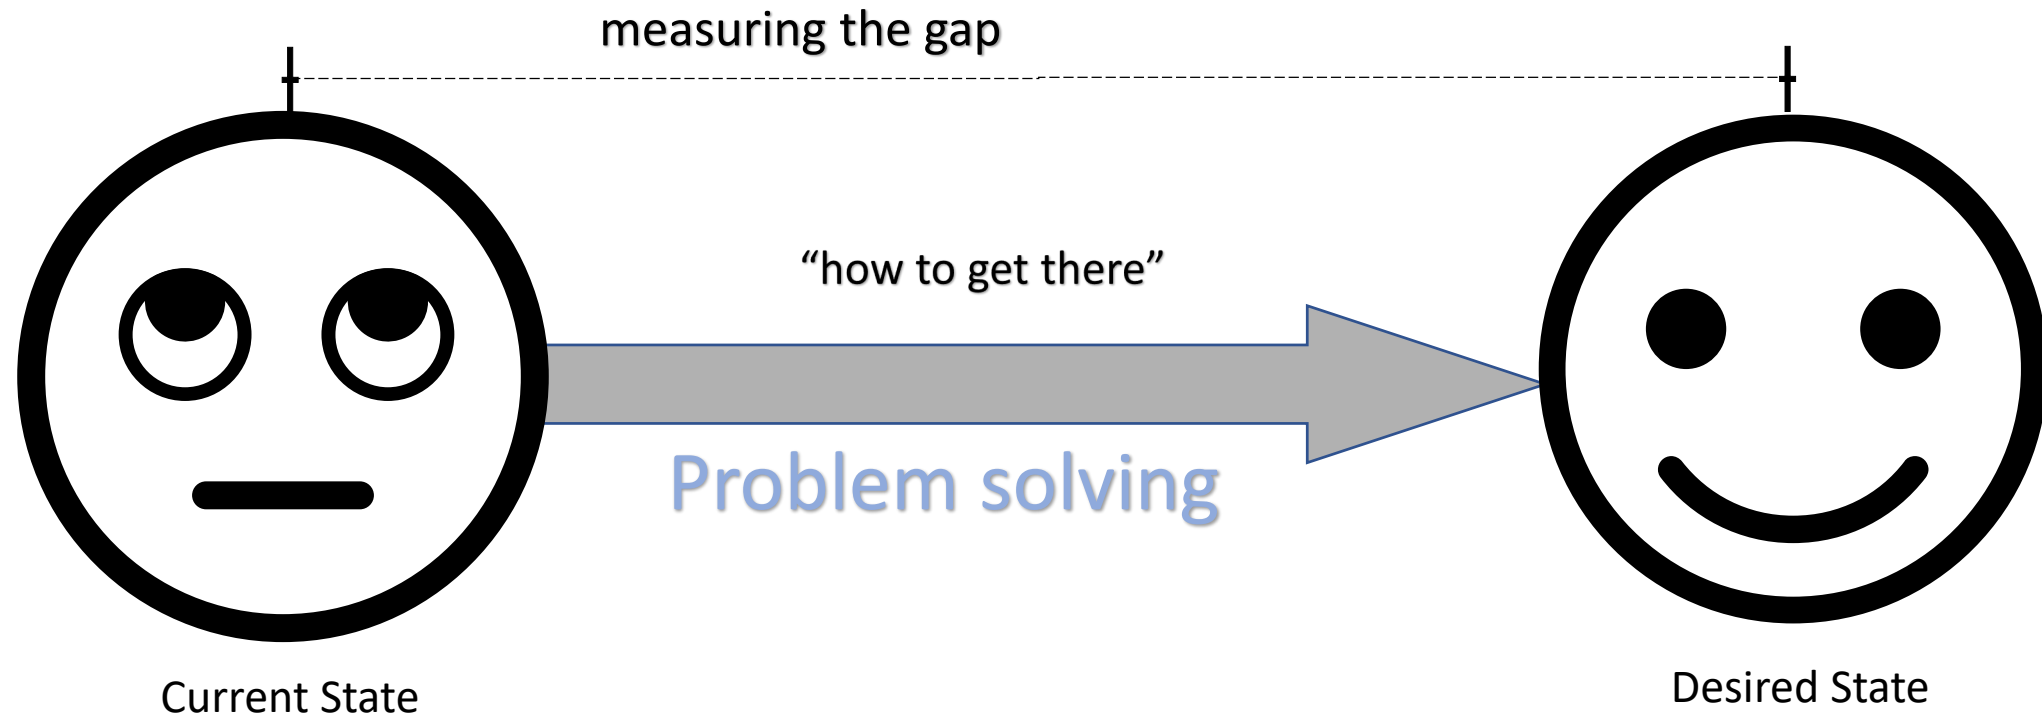 measuring the gap
“how to get there”
Problem solving
Current State
Desired State